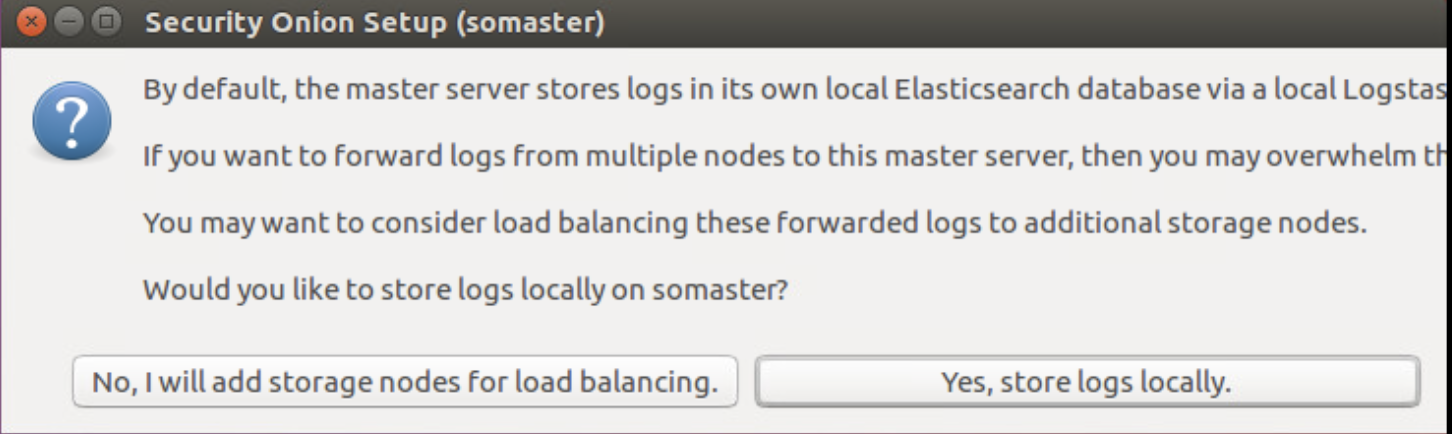 Security Onion Setup (somaster)
By default, the master server stores logs in its own local Elasticsearch database via a local Logstas
If you want to forward logs from multiple nodes to this master server, then you may overwhelm th
You may want to consider load balancing these forwarded logs to additional storage nodes.
Would you like to store logs locally on somaster?
No, I will add storage nodes for load balancing.
Yes, store logs locally.